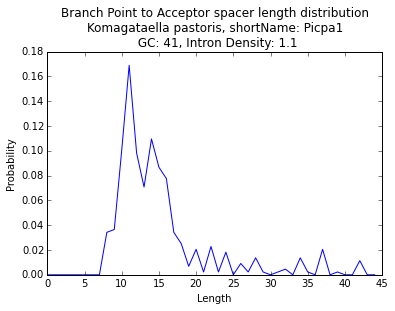 Branch Point to Acceptor spacer length distribution
Komagataella pastoris, shortName: Picpa1
GC: 41, Intron Density: 1.1
0.18
0.16
0.14
0.12
0.10
0.08
0.06
0.04
0.02
0.00
Probability
0 5 10 15 20 25 30 35 40 45
Length